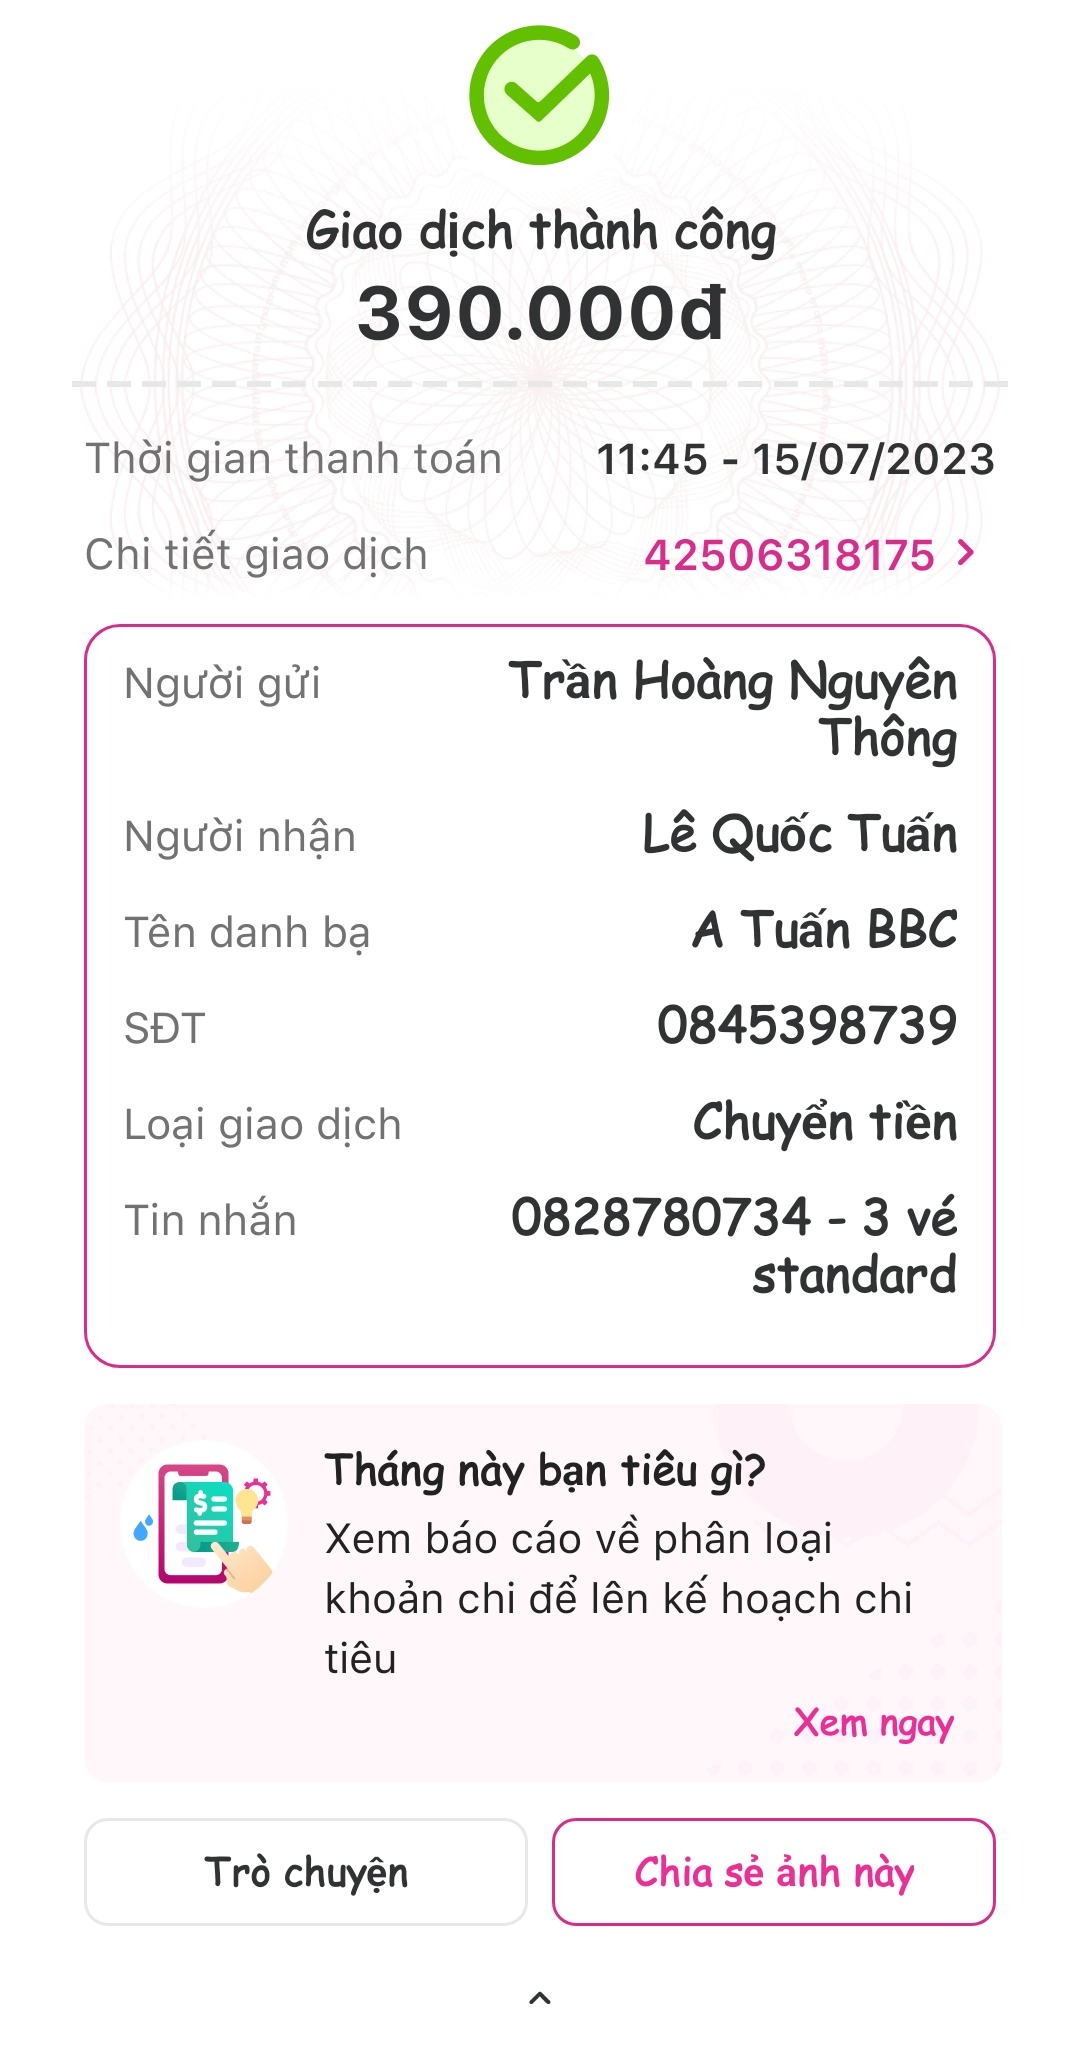 Giao dịch thành công
390.000đ
Thời gian thanh toán 11:45 - 15/07/2023
Chi tiết giao dịch 42506318175 >
Người gửi Trần Hoàng Nguyên
Thông
Người nhận Lê Quốc Tuấn
Tên danh bạ A Tuấn BBC
SĐT 0845398739
Loại giao dịch Chuyển tiền
Tin nhắn 0828780734 - 3 vé
standard
Tháng này bạn tiêu gì?
Xem báo cáo về phân loại
khoản chi để lên kế hoạch chi
tiêu
Xem ngay
Trò chuyện Chia sẻ ảnh này